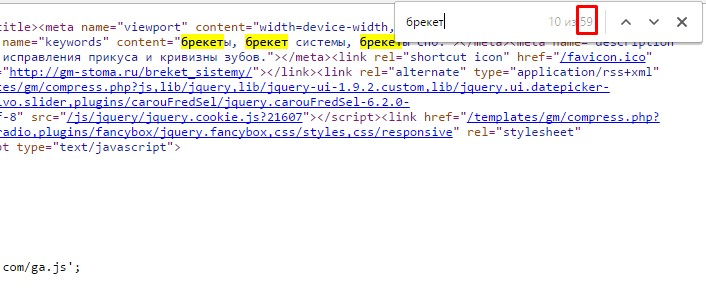 title><meta name="viewport" content="width=device-width,
брекет 10 из 59
name="keywords" content="брекеты, брекет системы, брекеты спб."></meta><meta name="description
исправления прикуса и кривизны зубов."></meta><link rel="shortcut icon" href="/favicon.ico"
="http://gm-stoma.ru/breket_sistemy/"></link><link rel="alternate" type="application/rss+xml"
es/gm/compress.php?js,lib/jquery,lib/jquery-ui-1.9.2.custom,lib/jquery.ui.datepicker-
vo.slider,plugins/carouFredSel/jquery.carouFredSel-6.2.0-
f-8" src="/js/jquery/jquery.cookie.js?21607"></script><link href="/templates/gm/compress.php?
radio,plugins/fancybox/jquery.fancybox,css/styles,css/responsive" rel="stylesheet"
pt type="text/javascript">
com/ga.js';